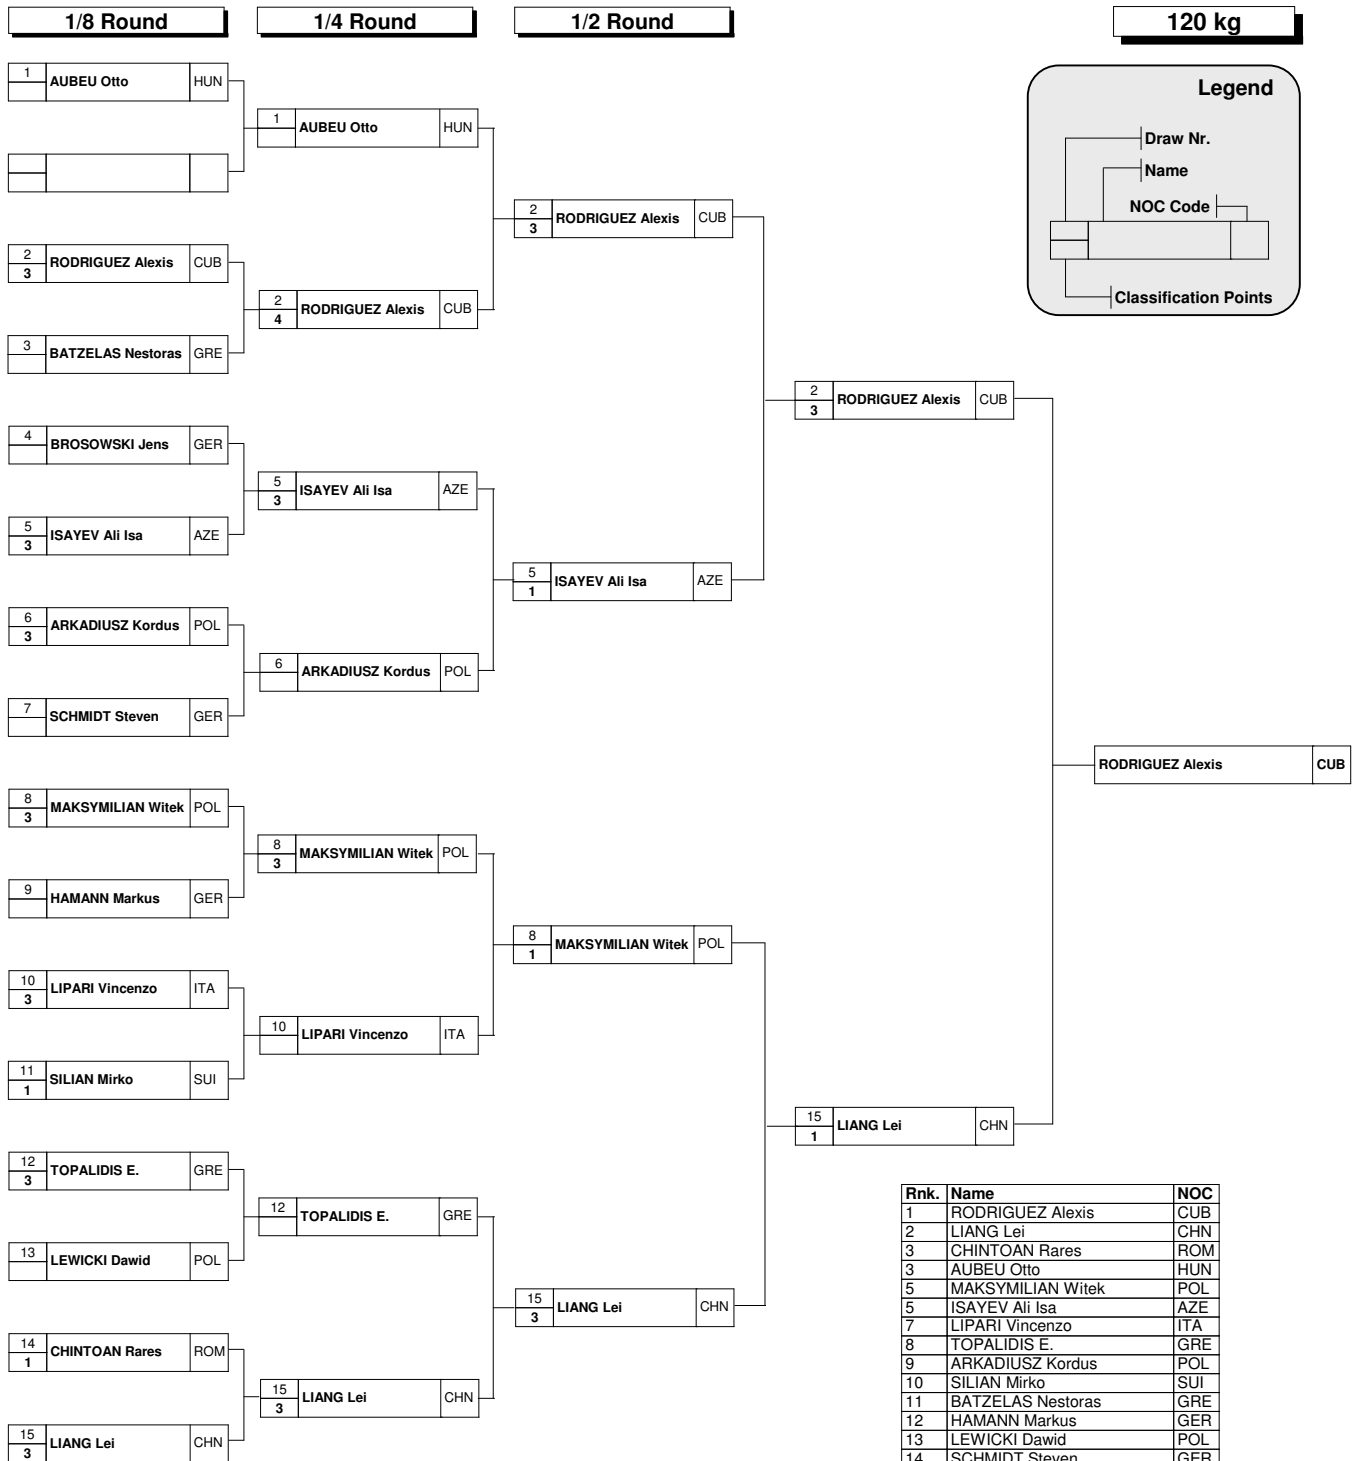 1/8 Round 1/4 Round 1/2 Round 120 kg
Legend
Draw Nr.
Name
NOC Code
Classification Points
1 AUBEU Otto HUN
2 3 RODRIGUEZ Alexis CUB
3 BATZELAS Nestoras GRE
4 BROSOWSKI Jens GER
5 3 ISAYEV Ali Isa AZE
6 3 ARKADIUSZ Kordus POL
7 SCHMIDT Steven GER
8 3 MAKSYMILIAN Witek POL
9 HAMANN Markus GER
10 3 LIPARI Vincenzo ITA
11 1 SILIAN Mirko SUI
12 3 TOPALIDIS E. GRE
13 LEWICKI Dawid POL
14 1 CHINTOAN Rares ROM
15 3 LIANG Lei CHN
1 AUBEU Otto HUN
2 4 RODRIGUEZ Alexis CUB
5 3 ISAYEV Ali Isa AZE
6 ARKADIUSZ Kordus POL
8 3 MAKSYMILIAN Witek POL
10 LIPARI Vincenzo ITA
12 TOPALIDIS E. GRE
15 3 LIANG Lei CHN
2 3 RODRIGUEZ Alexis CUB
5 1 ISAYEV Ali Isa AZE
8 1 MAKSYMILIAN Witek POL
15 3 LIANG Lei CHN
2 3 RODRIGUEZ Alexis CUB
15 1 LIANG Lei CHN
RODRIGUEZ Alexis CUB
Rnk. Name NOC
1 RODRIGUEZ Alexis CUB
2 LIANG Lei CHN
3 CHINTOAN Rares ROM
3 AUBEU Otto HUN
5 MAKSYMILIAN Witek POL
5 ISAYEV Ali Isa AZE
7 LIPARI Vincenzo ITA
8 TOPALIDIS E. GRE
9 ARKADIUSZ Kordus POL
10 SILIAN Mirko SUI
11 BATZELAS Nestoras GRE
12 HAMANN Markus GER
13 LEWICKI Dawid POL
14 SCHMIDT Steven GER